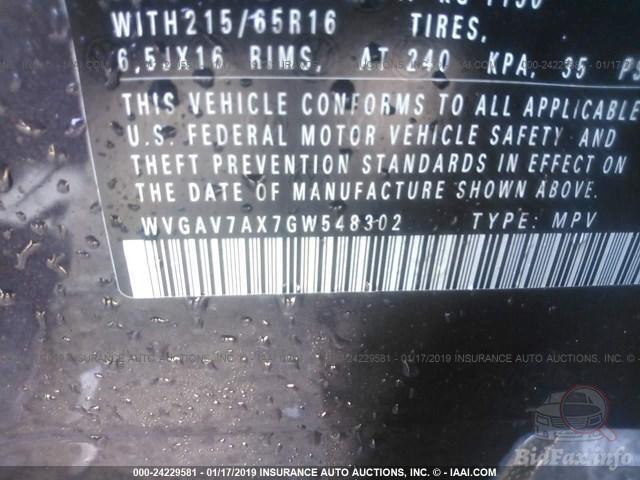 WITH215/65R16 TIRES,
6,51X16 RIMS, AT 240 KPA, 35
THIS VEHICLE CONFORMS TO ALL APPLICABLE
U.S. FEDERAL MOTOR VEHICLE SAFETY AND
THEFT PREVENTION STANDARDS IN EFFECT ON
THE DATE OF MANUFACTURE SHOWN ABOVE.
WVGAV7AX7GW548302 TYPE: MPV
000-24229581 - 01/17/2019 INSURANCE AUTO AUCTIONS, INC. © - IAAI.COM
BidFax.info